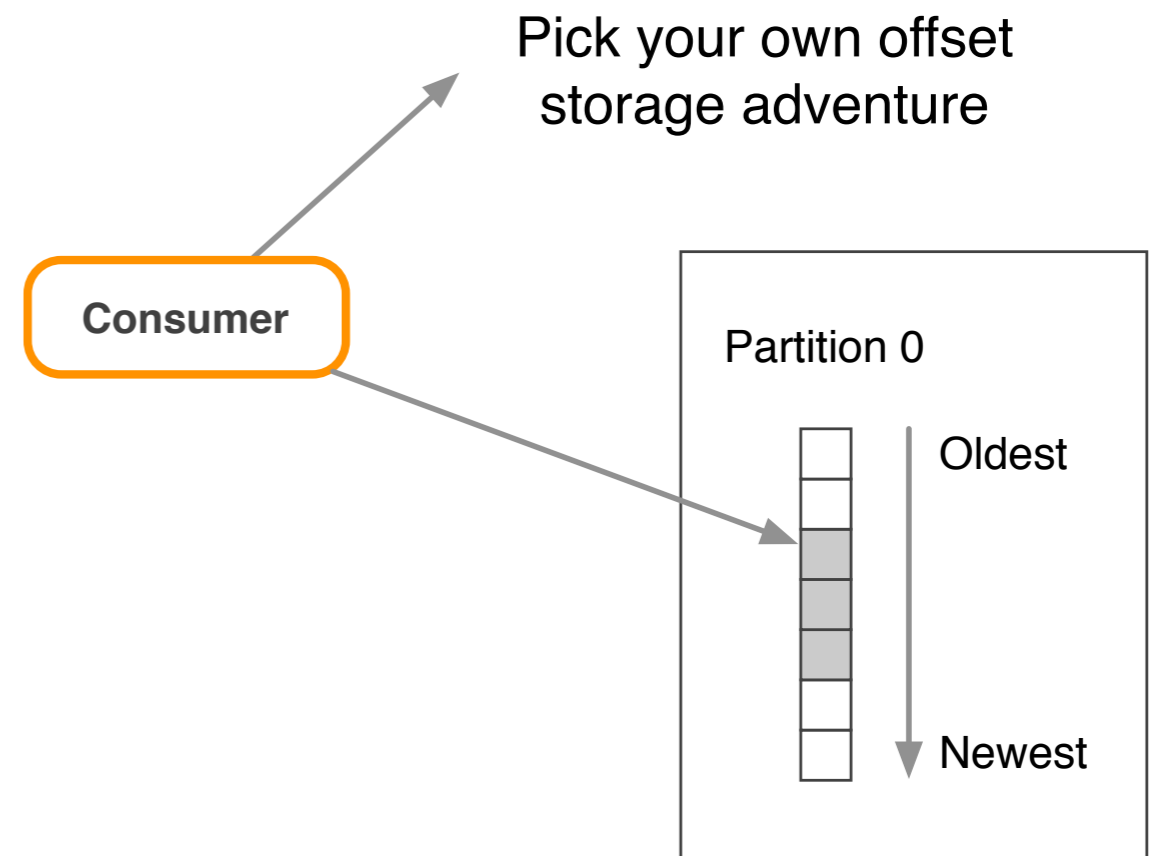 Pick your own offset
storage adventure
Consumer
Partition 0
Oldest
Newest